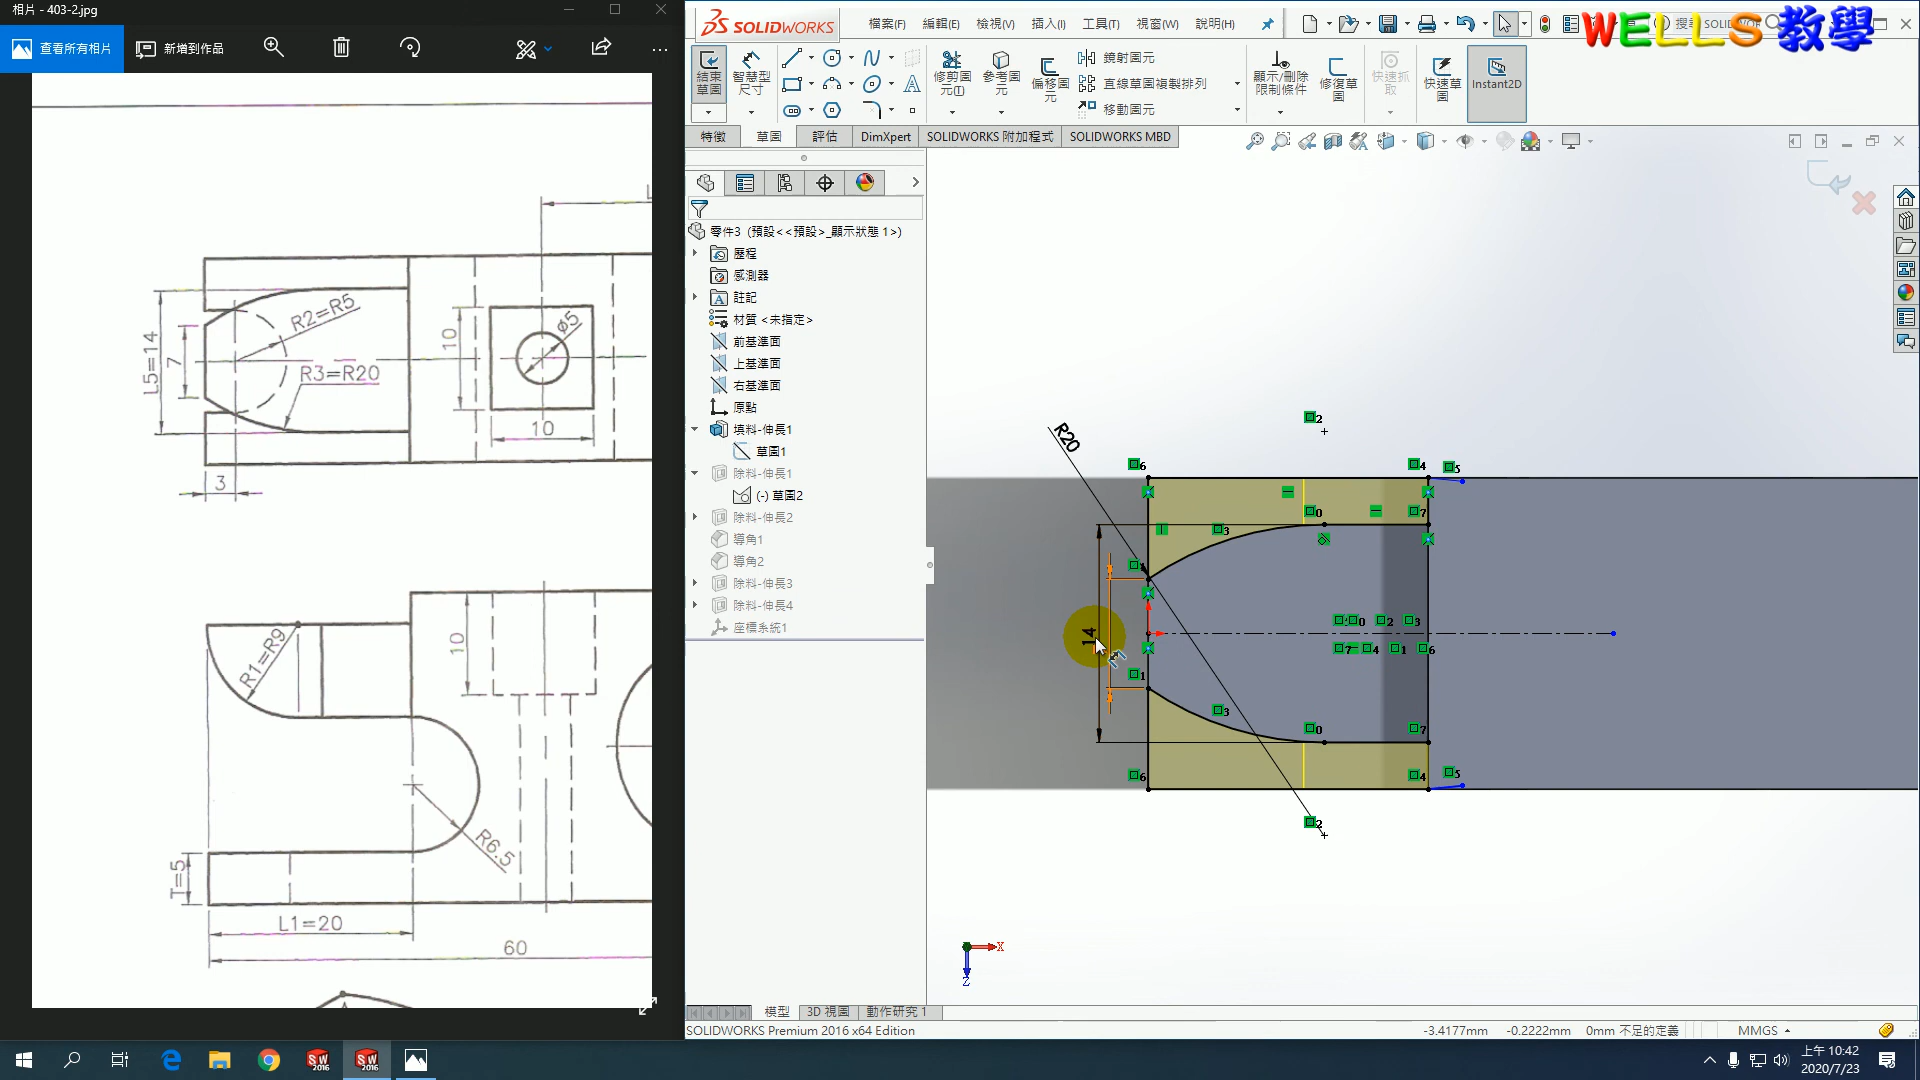 相片 - 403-2.jpg
查看所有相片
新增到作品
R2=R5
R3=R20
L5=14
7
3
10
10
ø5
R1=R9
10
R6.5
T=5
L1=20
60
SOLIDWORKS
檔案(F)
編輯(E)
檢視(V)
插入(I)
工具(T)
視窗(W)
說明(H)
WELLS 教學
結束草圖
智慧型尺寸
修剪圖元(T)
參考圖元
偏移圖元
鏡射圖元
直線草圖複製排列
移動圖元
顯示/刪除限制條件
修復草圖
快速抓取
快速草圖
Instant2D
特徵
草圖
評估
DimXpert
SOLIDWORKS 附加程式
SOLIDWORKS MBD
零件3 (預設<<預設>_顯示狀態 1>)
歷程
感測器
註記
材質 <未指定>
前基準面
上基準面
右基準面
原點
填料-伸長1
草圖1
除料-伸長1
(-) 草圖2
除料-伸長2
導角1
導角2
除料-伸長3
除料-伸長4
座標系統1
R20
14
X
Z
模型
3D 視圖
動作研究 1
SOLIDWORKS Premium 2016 x64 Edition
-3.4177mm
-0.2222mm
0mm 不足的定義
MMGS
上午 10:42
2020/7/23